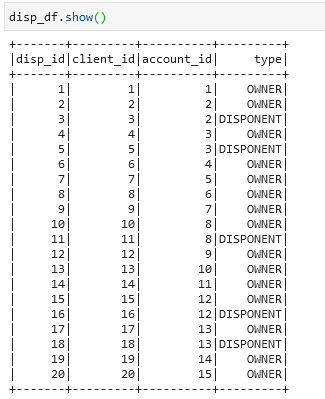 disp_df.show()
+-------+---------+----------+---------+
|disp_id|client_id|account_id|     type|
+-------+---------+----------+---------+
|      1|        1|         1|    OWNER|
|      2|        2|         2|    OWNER|
|      3|        3|         2|DISPONENT|
|      4|        4|         3|    OWNER|
|      5|        5|         3|DISPONENT|
|      6|        6|         4|    OWNER|
|      7|        7|         5|    OWNER|
|      8|        8|         6|    OWNER|
|      9|        9|         7|    OWNER|
|     10|       10|         8|    OWNER|
|     11|       11|         8|DISPONENT|
|     12|       12|         9|    OWNER|
|     13|       13|        10|    OWNER|
|     14|       14|        11|    OWNER|
|     15|       15|        12|    OWNER|
|     16|       16|        12|DISPONENT|
|     17|       17|        13|    OWNER|
|     18|       18|        13|DISPONENT|
|     19|       19|        14|    OWNER|
|     20|       20|        15|    OWNER|
+-------+---------+----------+---------+